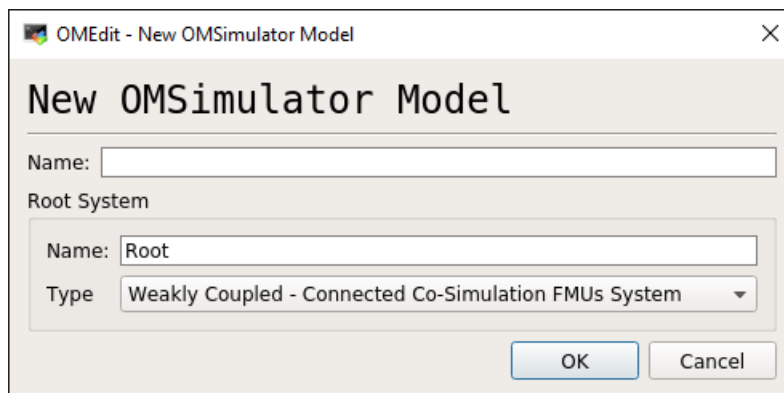 OMEdit - New OMSimulator Model
New OMSimulator Model
Name:
Root System
Name: Root
Type Weakly Coupled - Connected Co-Simulation FMUs System
OK Cancel